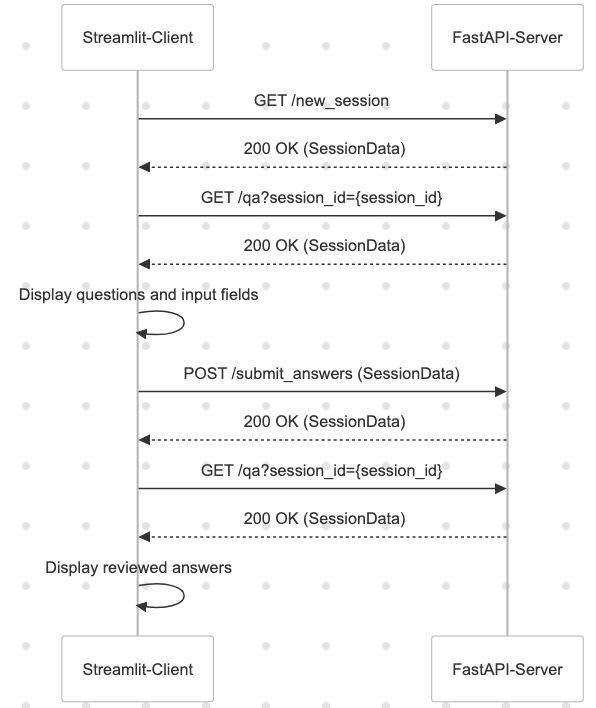 Streamlit-Client
FastAPI-Server
GET /new_session
200 OK (SessionData)
GET /qa?session_id={session_id}
200 OK (SessionData)
Display questions and input fields
POST /submit_answers (SessionData)
200 OK (SessionData)
GET /qa?session_id={session_id}
200 OK (SessionData)
Display reviewed answers
Streamlit-Client
FastAPI-Server